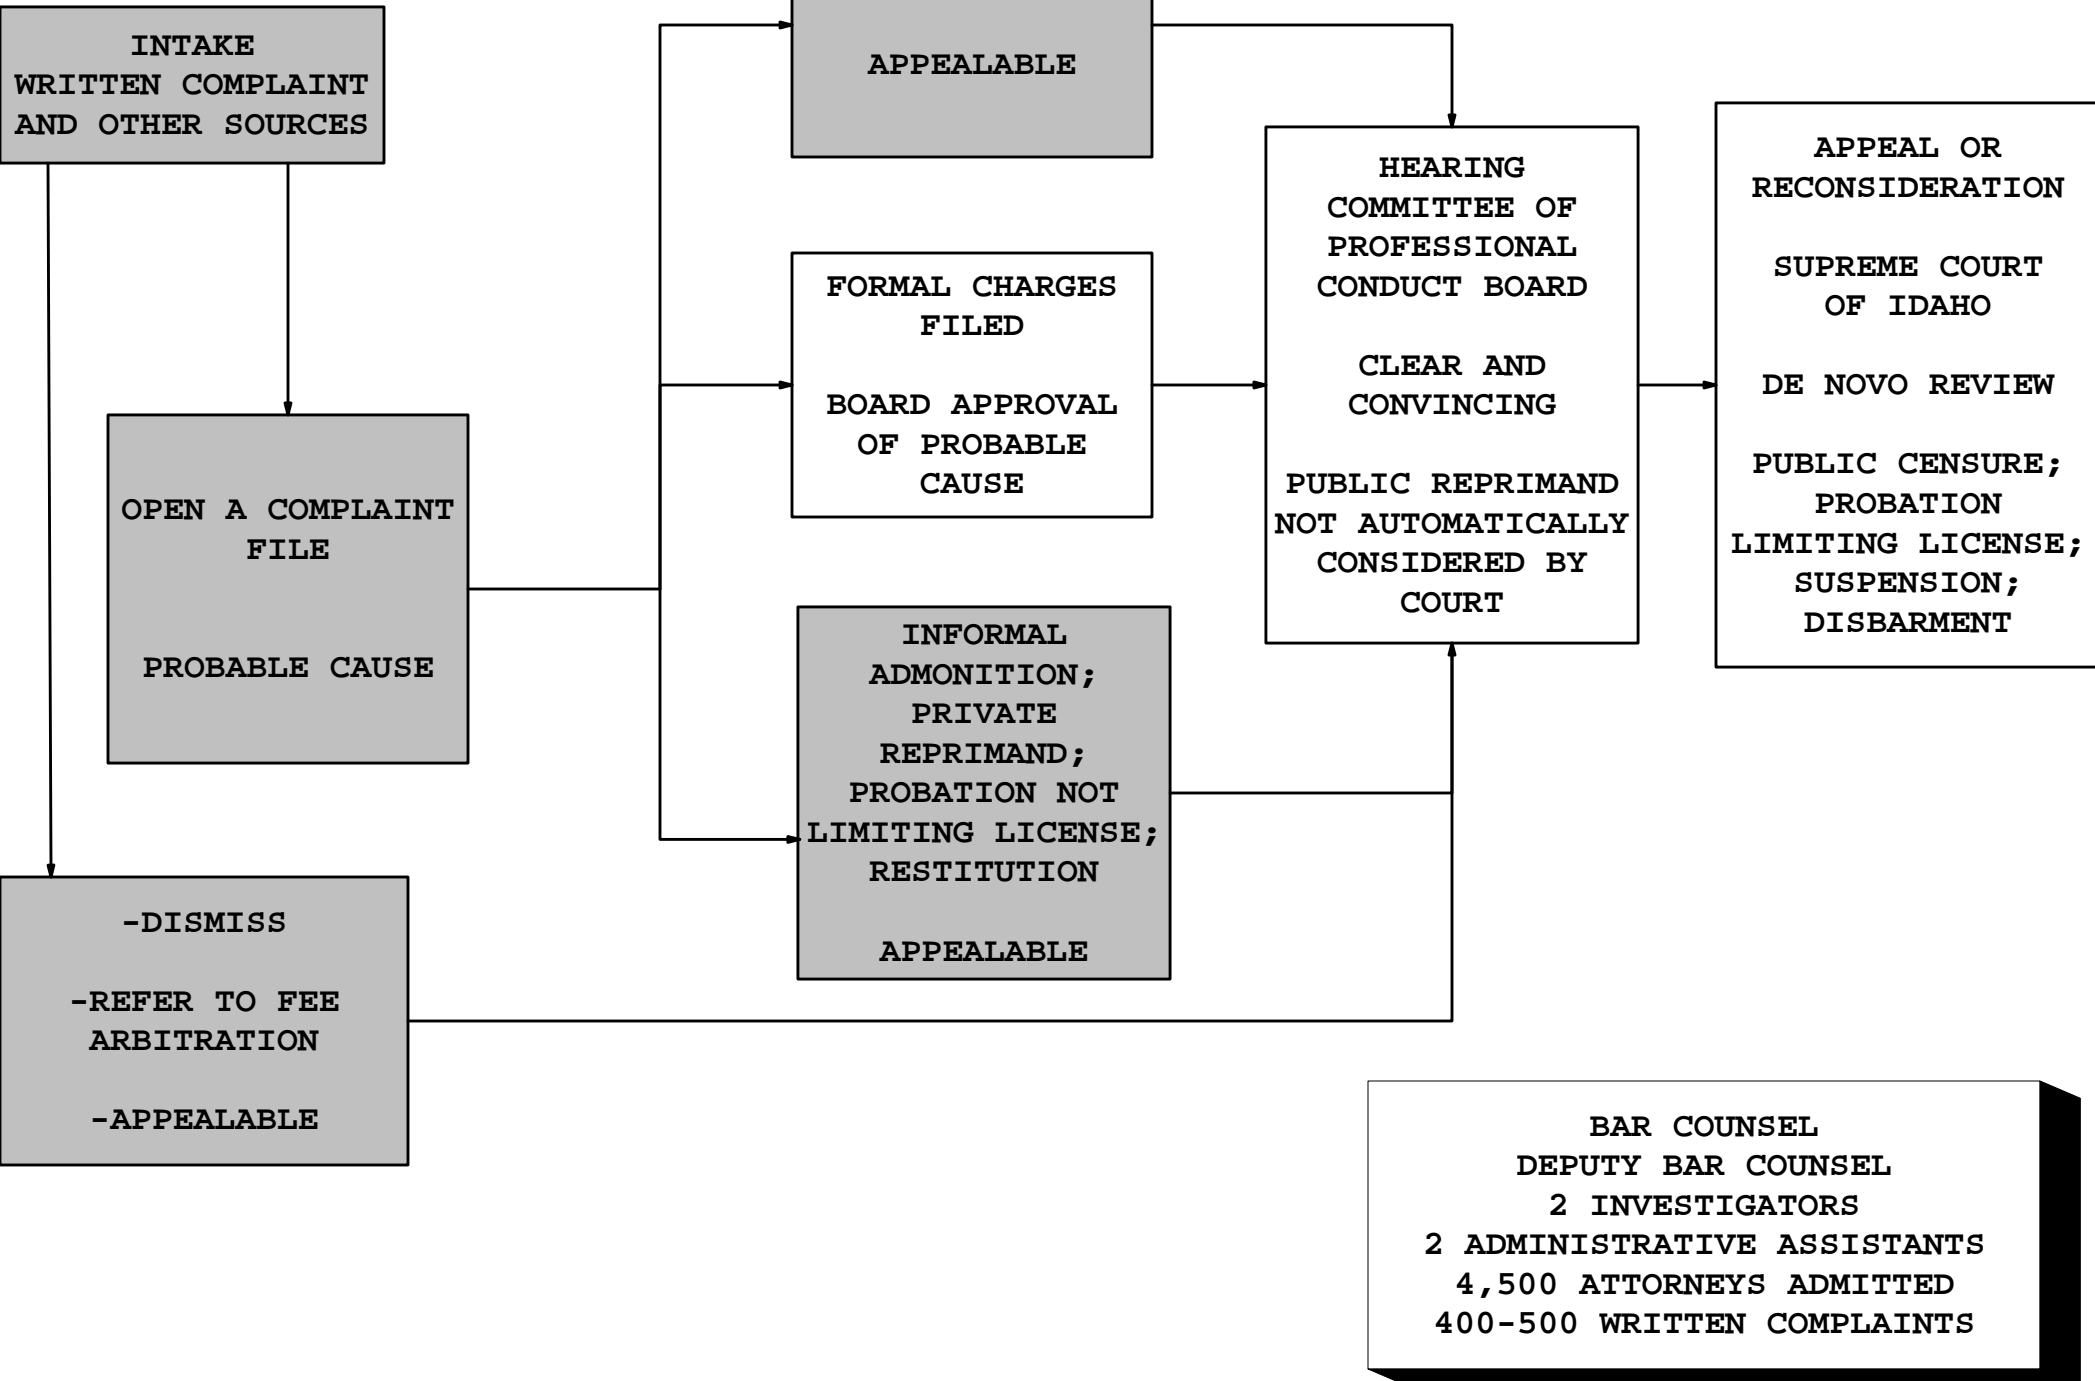 INTAKE
WRITTEN COMPLAINT
AND OTHER SOURCES
APPEALABLE
OPEN A COMPLAINT
FILE
PROBABLE CAUSE
FORMAL CHARGES
FILED
BOARD APPROVAL
OF PROBABLE
CAUSE
INFORMAL
ADMONITION;
PRIVATE
REPRIMAND;
PROBATION NOT
LIMITING LICENSE;
RESTITUTION
APPEALABLE
-DISMISS
-REFER TO FEE
ARBITRATION
-APPEALABLE
HEARING
COMMITTEE OF
PROFESSIONAL
CONDUCT BOARD
CLEAR AND
CONVINCING
PUBLIC REPRIMAND
NOT AUTOMATICALLY
CONSIDERED BY
COURT
APPEAL OR
RECONSIDERATION
SUPREME COURT
OF IDAHO
DE NOVO REVIEW
PUBLIC CENSURE;
PROBATION
LIMITING LICENSE;
SUSPENSION;
DISBARMENT
BAR COUNSEL
DEPUTY BAR COUNSEL
2 INVESTIGATORS
2 ADMINISTRATIVE ASSISTANTS
4,500 ATTORNEYS ADMITTED
400-500 WRITTEN COMPLAINTS